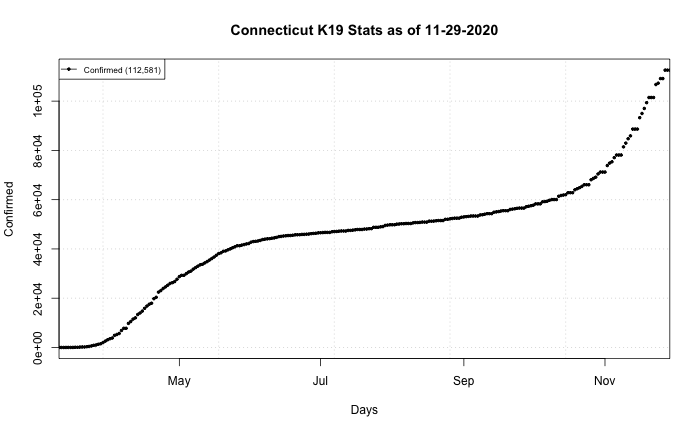 Connecticut K19 Stats as of 11-29-2020
Confirmed (112,581)
1e+05
8e+04
6e+04
4e+04
2e+04
0e+00
Confirmed
May Jul Sep Nov
Days